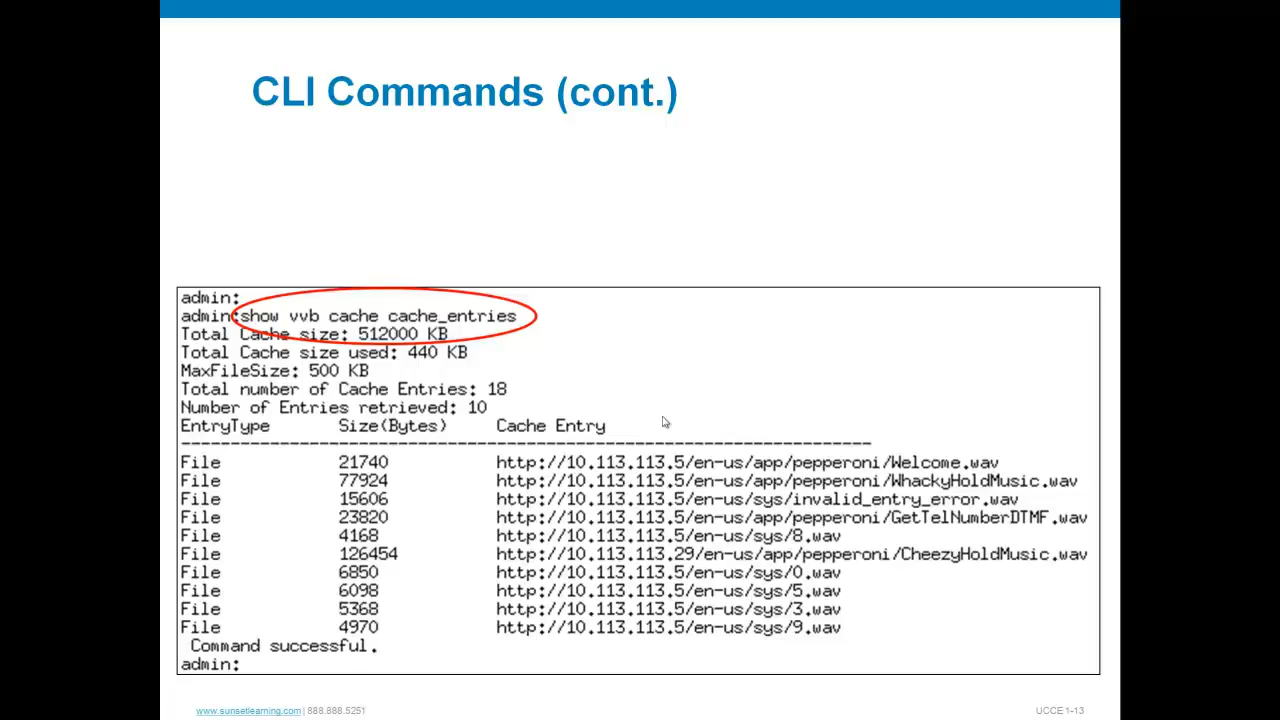 CLI Commands (cont.)
admin:
admin:show vvb cache cache_entries
Total Cache size: 512000 KB
Total Cache size used: 440 KB
MaxFileSize: 500 KB
Total number of Cache Entries: 18
Number of Entries retrieved: 10
EntryType Size(Bytes) Cache Entry
----------------------------------------------------------------------
File 21740 http://10.113.113.5/en-us/app/pepperoni/Welcome.wav
File 77924 http://10.113.113.5/en-us/app/pepperoni/WhackyHoldMusic.wav
File 15606 http://10.113.113.5/en-us/sys/invalid_entry_error.wav
File 23820 http://10.113.113.5/en-us/app/pepperoni/GetTelNumberDTMF.wav
File 4168 http://10.113.113.5/en-us/sys/8.wav
File 126454 http://10.113.113.29/en-us/app/pepperoni/CheezyHoldMusic.wav
File 6850 http://10.113.113.5/en-us/sys/0.wav
File 6098 http://10.113.113.5/en-us/sys/5.wav
File 5368 http://10.113.113.5/en-us/sys/3.wav
File 4970 http://10.113.113.5/en-us/sys/9.wav
Command successful.
admin:
www.sunsetlearning.com | 888.888.5251 UCCE 1-13